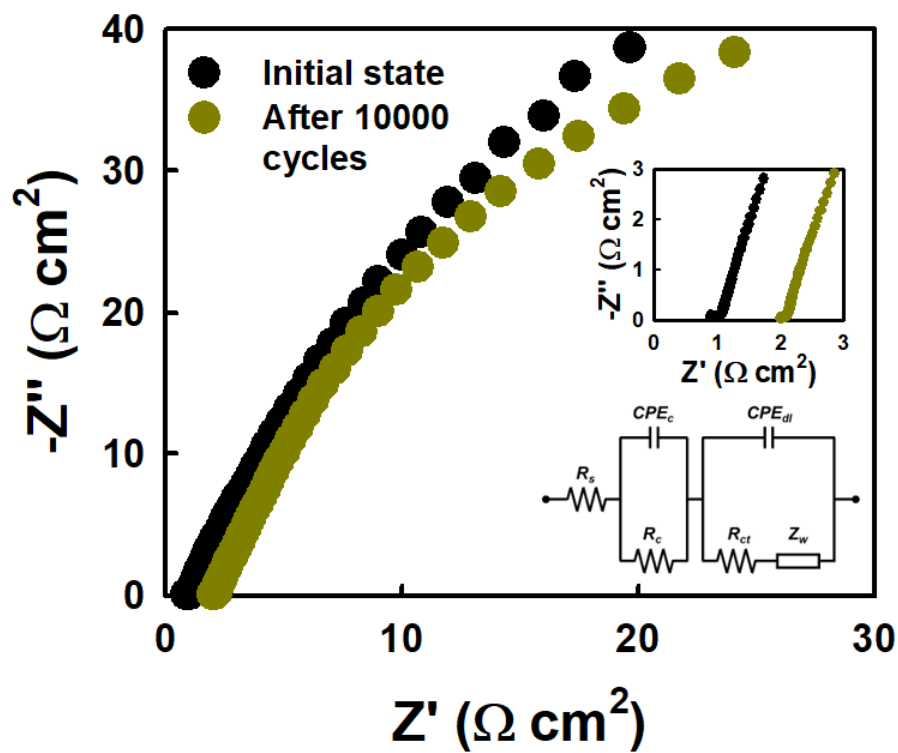 40
30
20
10
0
-Z'' (Ω cm²)
Initial state
After 10000
cycles
3
2
1
0
-Z'' (Ω cm²)
0 1 2 3
Z' (Ω cm²)
CPEc CPEdl
Rs
Rc Rct Zw
0 10 20 30
Z' (Ω cm²)